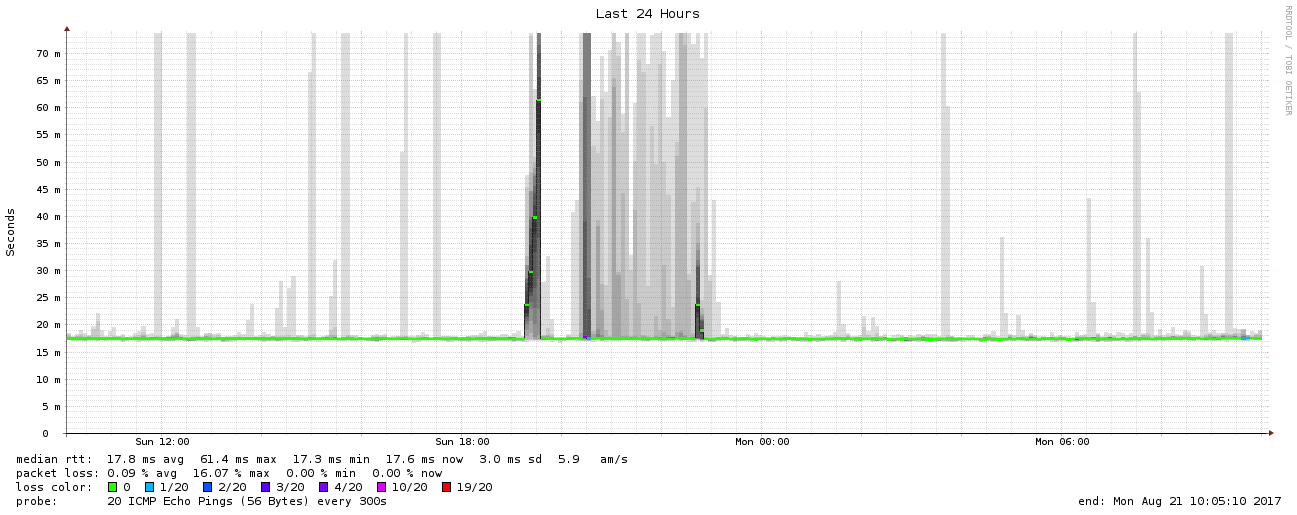 Last 24 Hours
RRDTOOL / TOBI OETIKER
Seconds
70 m
65 m
60 m
55 m
50 m
45 m
40 m
35 m
30 m
25 m
20 m
15 m
10 m
5 m
0
Sun 12:00 Sun 18:00 Mon 00:00 Mon 06:00
median rtt: 17.8 ms avg 61.4 ms max 17.3 ms min 17.6 ms now 3.0 ms sd 5.9 am/s
packet loss: 0.09 % avg 16.07 % max 0.00 % min 0.00 % now
loss color: 0 1/20 2/20 3/20 4/20 10/20 19/20
probe: 20 ICMP Echo Pings (56 Bytes) every 300s end: Mon Aug 21 10:05:10 2017